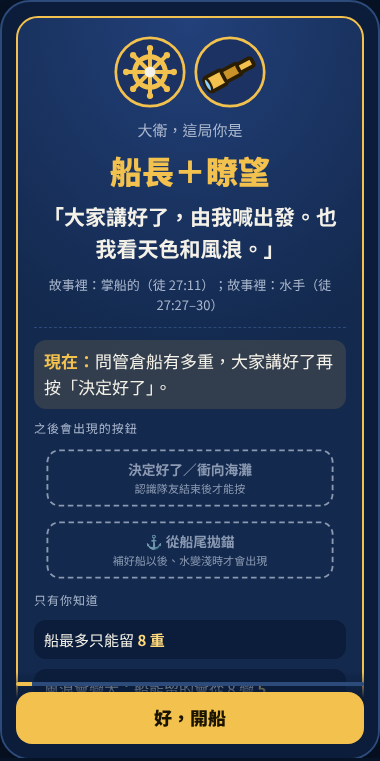 大衛，這局你是
船長＋瞭望
「大家講好了，由我喊出發。也
我看天色和風浪。」
故事裡：掌船的（徒 27:11）；故事裡：水手（徒
27:27–30）
現在：問管倉船有多重，大家講好了再
按「決定好了」。
之後會出現的按鈕
決定好了／衝向海灘
認識隊友結束後才能按
⚓ 從船尾拋錨
補好船以後、水變淺時才會出現
只有你知道
船最多只能留 8 重
好，開船